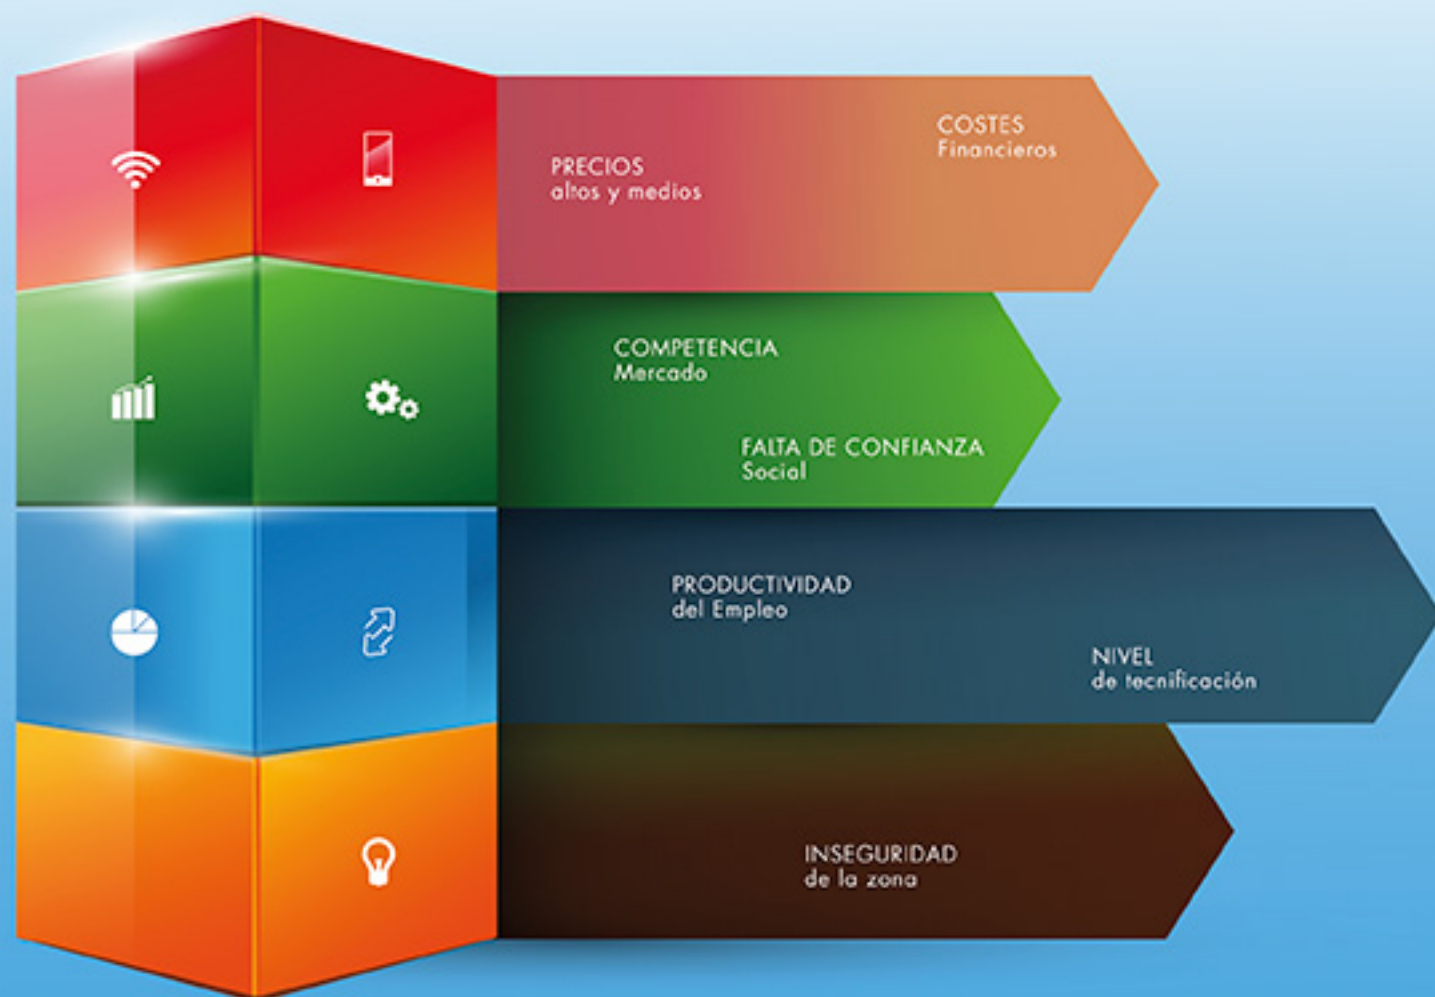 PRECIOS
altos y medios
COSTES
Financieros
COMPETENCIA
Mercado
FALTA DE CONFIANZA
Social
PRODUCTIVIDAD
del Empleo
NIVEL
de tecnificación
INSEGURIDAD
de la zona